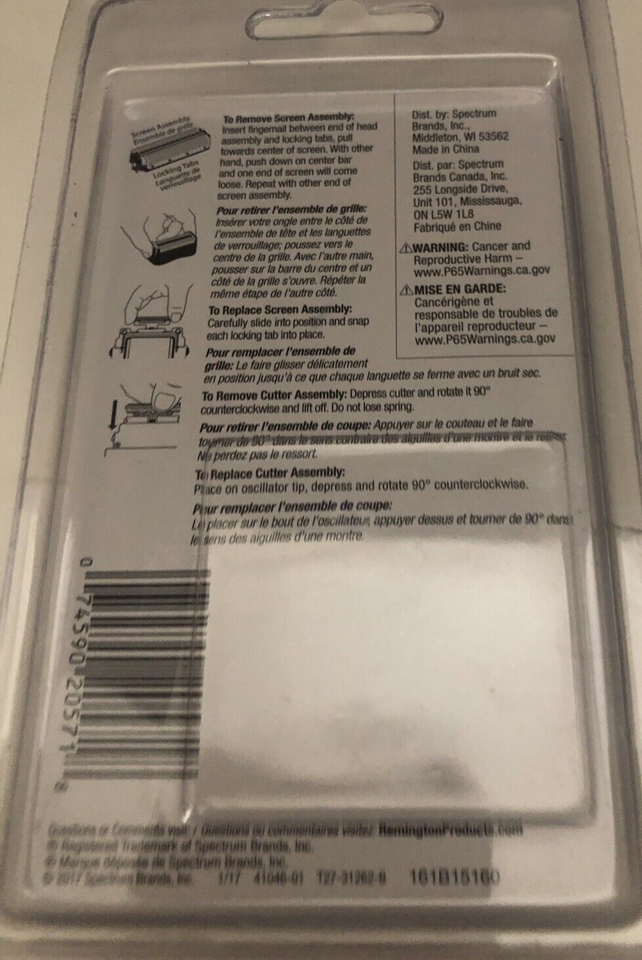 Screen Assembly
Ensemble de grille
Locking Tabs
Languette de
verrouillage
To Remove Screen Assembly:
Insert fingernail between end of head
assembly and locking tabs, pull
towards center of screen. With other
hand, push down on center bar
and one end of screen will come
loose. Repeat with other end of
screen assembly.
Pour retirer l'ensemble de grille:
Insérer votre ongle entre le côté de
l'ensemble de tête et les languettes
de verrouillage; poussez vers le
centre de la grille. Avec l'autre main,
pousser sur la barre du centre et un
côté de la grille s'ouvre. Répéter la
même étape de l'autre côté.
To Replace Screen Assembly:
Carefully slide into position and snap
each locking tab into place.
Pour remplacer l'ensemble de
grille: Le faire glisser délicatement
en position jusqu'à ce que chaque languette se ferme avec un bruit sec.
To Remove Cutter Assembly: Depress cutter and rotate it 90°
counterclockwise and lift off. Do not lose spring.
Pour retirer l'ensemble de coupe: Appuyer sur le couteau et le faire
tourner de 90° dans le sens contraire des aiguilles d'une montre et le retirer.
Ne perdez pas le ressort.
To Replace Cutter Assembly:
Place on oscillator tip, depress and rotate 90° counterclockwise.
Pour remplacer l'ensemble de coupe:
Le placer sur le bout de l'oscillateur, appuyer dessus et tourner de 90° dans
le sens des aiguilles d'une montre.
Dist. by: Spectrum
Brands, Inc.,
Middleton, WI 53562
Made in China
Dist. par: Spectrum
Brands Canada, Inc.
255 Longside Drive,
Unit 101, Mississauga,
ON L5W 1L8
Fabriqué en Chine
⚠WARNING: Cancer and
Reproductive Harm –
www.P65Warnings.ca.gov
⚠MISE EN GARDE:
Cancérigène et
responsable de troubles de
l'appareil reproducteur –
www.P65Warnings.ca.gov
0 74590 20571 8
Questions or Comments visit: / Questions ou commentaires visitez RemingtonProducts.com
® Registered Trademark of Spectrum Brands, Inc.
® Marque déposée de Spectrum Brands, Inc.
© 2017 Spectrum Brands, Inc. 1/17 41046-01 T27-31262-B 161B15160